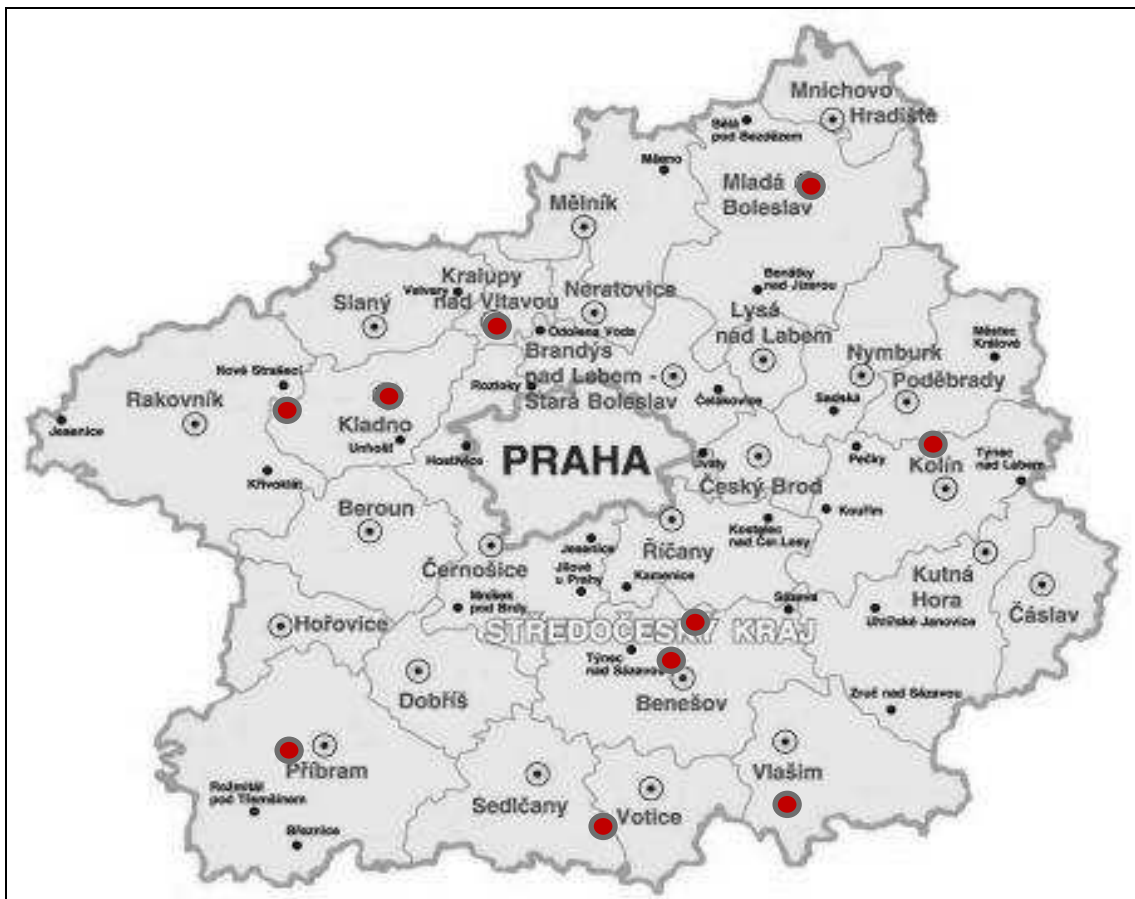 Mnichovo
Hradiště
Bělá
pod Bezdězem
Mšeno
Mladá
Boleslav
Mělník
Kralupy
nad Vltavou
Velvary
Neratovice
Benátky
nad Jizerou
Slaný
Lysá
nad Labem
Odolena Voda
Městec
Králové
Brandýs
nad Labem -
Stará Boleslav
Nymburk
Poděbrady
Nové Strašecí
Roztoky
Rakovník
Čelákovice
Sadská
Jesenice
Kladno
Unhošť
Hostivice
PRAHA
Úvaly
Pečky
Kolín
Týnec
nad Labem
Křivoklát
Český Brod
Beroun
Kouřim
Kostelec
nad Čer. Lesy
Říčany
Jesenice
Černošice
Jílové
u Prahy
Kamenice
Kutná
Hora
Čáslav
Mníšek
pod Brdy
Sázava
Uhlířské Janovice
Hořovice
STŘEDOČESKÝ KRAJ
Týnec
nad Sázavou
Dobříš
Benešov
Zruč nad Sázavou
Příbram
Vlašim
Rožmitál
pod Třemšínem
Sedlčany
Votice
Březnice